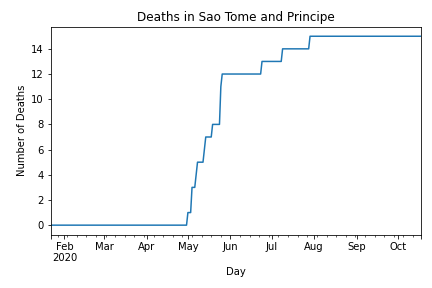 Deaths in Sao Tome and Principe
Number of Deaths
14
12
10
8
6
4
2
0
Feb Mar Apr May Jun Jul Aug Sep Oct
2020
Day